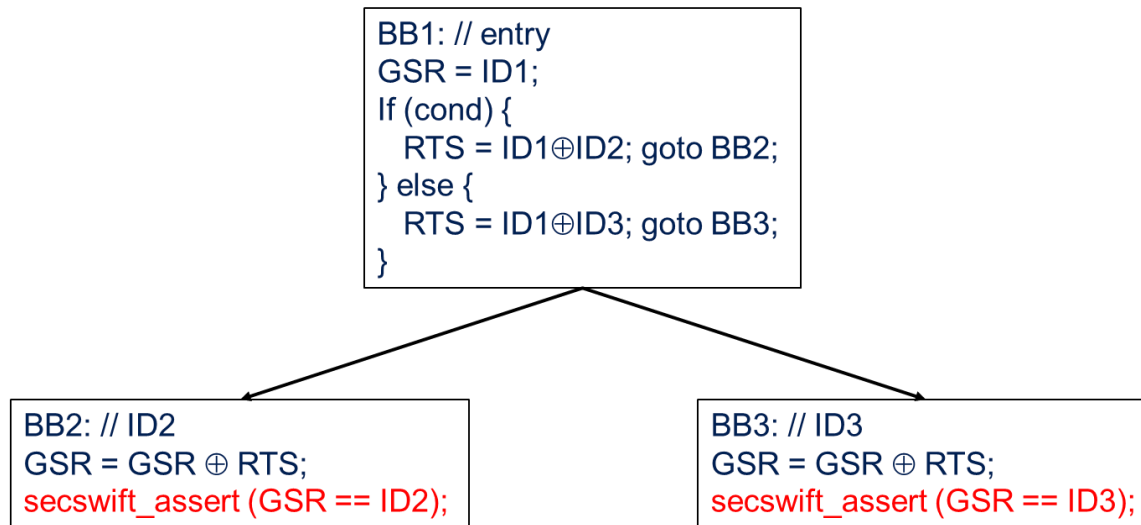 BB1: // entry
GSR = ID1;
If (cond) {
RTS = ID1⊕ID2; goto BB2;
} else {
RTS = ID1⊕ID3; goto BB3;
}
BB2: // ID2
GSR = GSR ⊕ RTS;
secswift_assert (GSR == ID2);
BB3: // ID3
GSR = GSR ⊕ RTS;
secswift_assert (GSR == ID3);